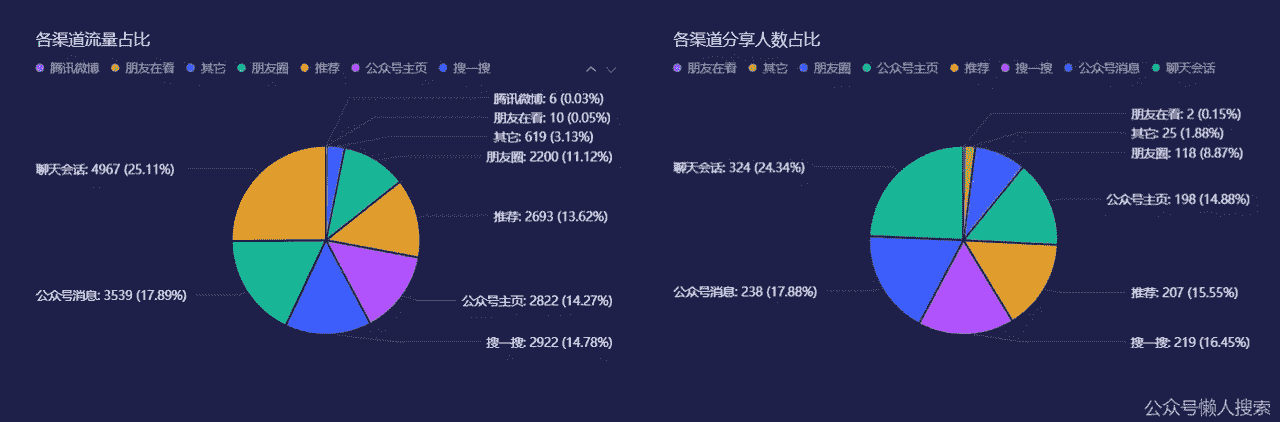 各渠道流量占比
腾讯微博 朋友在看 其它 朋友圈 推荐 公众号主页 搜一搜
腾讯微博: 6 (0.03%)
朋友在看: 10 (0.05%)
其它: 619 (3.13%)
朋友圈: 2200 (11.12%)
聊天会话: 4967 (25.11%)
推荐: 2693 (13.62%)
公众号消息: 3539 (17.89%)
公众号主页: 2822 (14.27%)
搜一搜: 2922 (14.78%)
各渠道分享人数占比
朋友在看 其它 朋友圈 公众号主页 推荐 搜一搜 公众号消息 聊天会话
朋友在看: 2 (0.15%)
其它: 25 (1.88%)
朋友圈: 118 (8.87%)
聊天会话: 324 (24.34%)
公众号主页: 198 (14.88%)
公众号消息: 238 (17.88%)
推荐: 207 (15.55%)
搜一搜: 219 (16.45%)
公众号懒人搜索